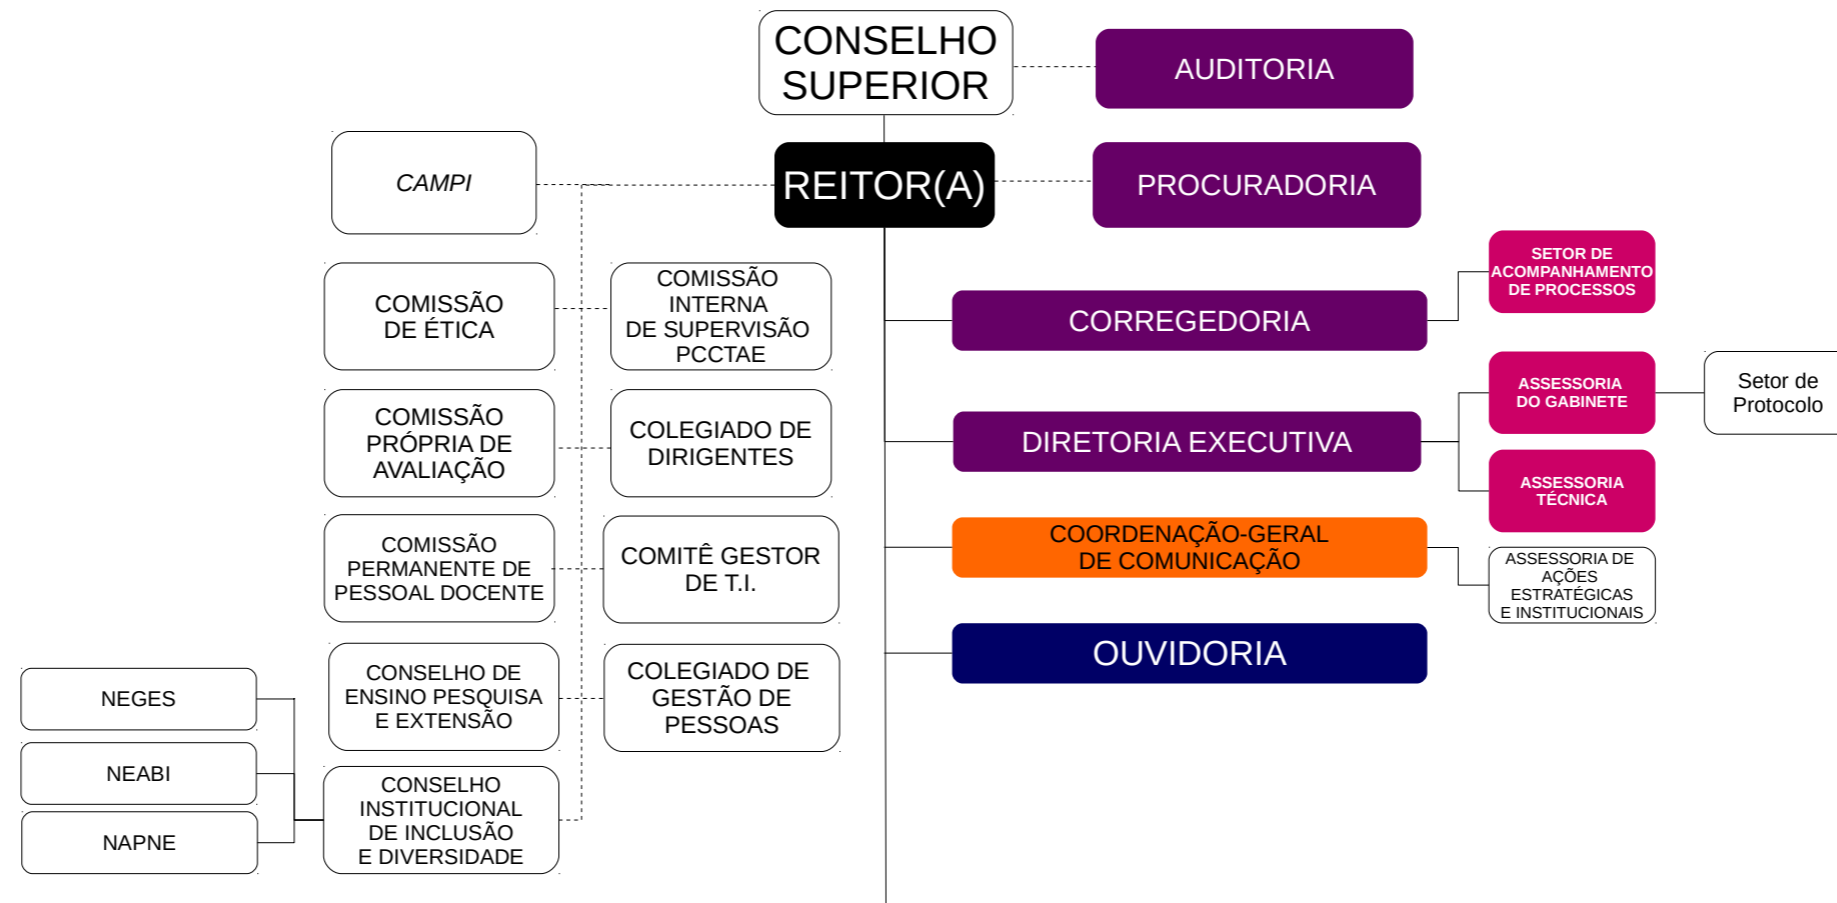 CONSELHO
SUPERIOR
AUDITORIA
CAMPI
REITOR(A)
PROCURADORIA
SETOR DE
ACOMPANHAMENTO
DE PROCESSOS
COMISSÃO
DE ÉTICA
COMISSÃO
INTERNA
DE SUPERVISÃO
PCCTAE
CORREGEDORIA
ASSESSORIA
DO GABINETE
Setor de
Protocolo
COMISSÃO
PRÓPRIA DE
AVALIAÇÃO
COLEGIADO DE
DIRIGENTES
DIRETORIA EXECUTIVA
ASSESSORIA
TÉCNICA
COMISSÃO
PERMANENTE DE
PESSOAL DOCENTE
COMITÊ GESTOR
DE T.I.
COORDENAÇÃO-GERAL
DE COMUNICAÇÃO
ASSESSORIA DE
AÇÕES
ESTRATÉGICAS
E INSTITUCIONAIS
CONSELHO DE
ENSINO PESQUISA
E EXTENSÃO
COLEGIADO DE
GESTÃO DE
PESSOAS
OUVIDORIA
NEGES
NEABI
NAPNE
CONSELHO
INSTITUCIONAL
DE INCLUSÃO
E DIVERSIDADE